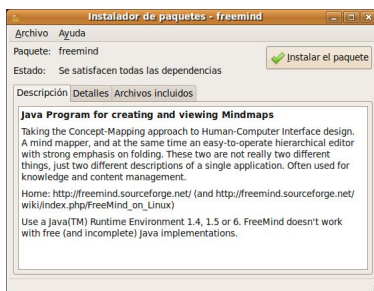 Instalador de paquetes - freemind
Archivo Ayuda
Paquete: freemind
Instalar el paquete
Estado: Se satisfacen todas las dependencias
Descripción Detalles Archivos incluidos
Java Program for creating and viewing Mindmaps
Taking the Concept-Mapping approach to Human-Computer Interface design.
A mind mapper, and at the same time an easy-to-operate hierarchical editor
with strong emphasis on folding. These two are not really two different
things, just two different descriptions of a single application. Often used for
knowledge and content management.
Home: http://freemind.sourceforge.net/ (and http://freemind.sourceforge.net/
wiki/index.php/FreeMind_on_Linux)
Use a Java(TM) Runtime Environment 1.4, 1.5 or 6. FreeMind doesn't work
with free (and incomplete) Java implementations.